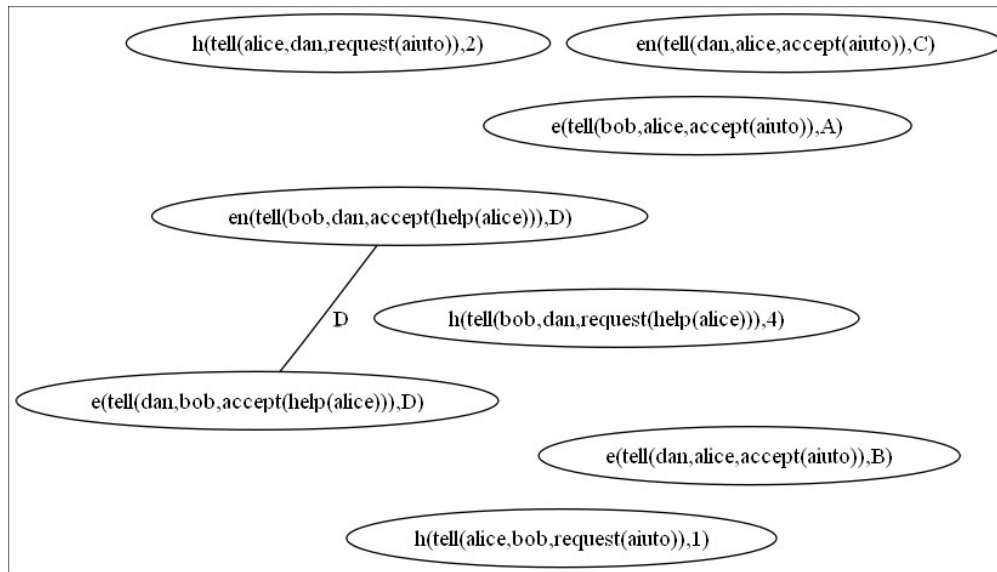 h(tell(alice,dan,request(aiuto)),2)
en(tell(dan,alice,accept(aiuto)),C)
e(tell(bob,alice,accept(aiuto)),A)
en(tell(bob,dan,accept(help(alice))),D)
D
h(tell(bob,dan,request(help(alice))),4)
e(tell(dan,bob,accept(help(alice))),D)
e(tell(dan,alice,accept(aiuto)),B)
h(tell(alice,bob,request(aiuto)),1)